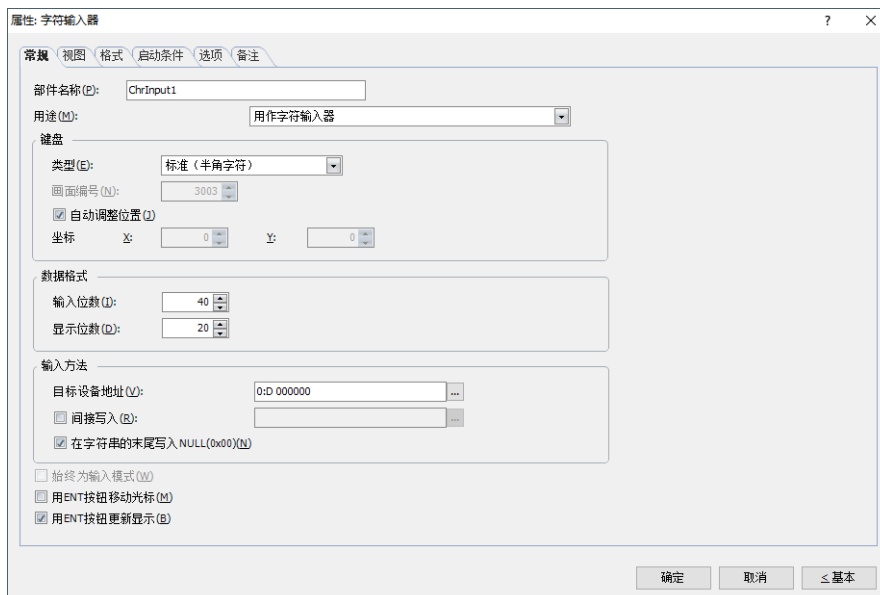 属性: 字符输入器 ?
常规 视图 格式 启动条件 选项 备注
部件名称(P): ChrInput1
用途(M): 用作字符输入器
键盘
类型(E): 标准（半角字符）
画面编号(N): 3003
自动调整位置(J)
坐标 X: 0 Y: 0
数据格式
输入位数(I): 40
显示位数(D): 20
输入方法
目标设备地址(V): 0:D 000000 ...
间接写入(R): ...
在字符串的末尾写入NULL(0x00)(N)
始终为输入模式(W)
用ENT按钮移动光标(M)
用ENT按钮更新显示(B)
确定 取消 ≤基本